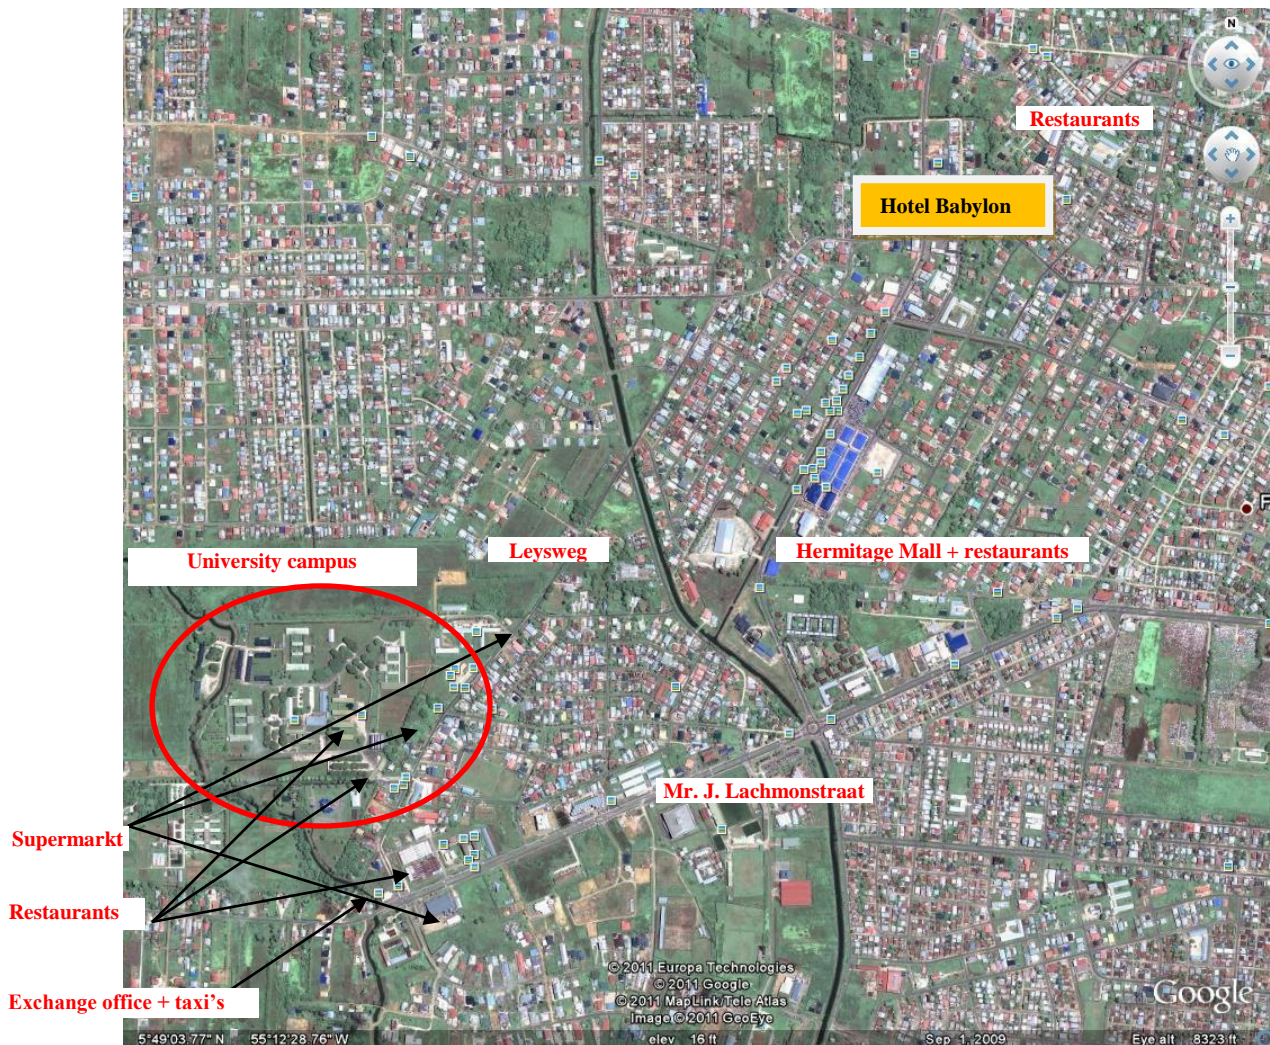 N
Restaurants
Hotel Babylon
F
University campus
Leysweg
Hermitage Mall + restaurants
Mr. J. Lachmonstraat
Supermarkt
Restaurants
Exchange office + taxi's
© 2011 Europa Technologies
© 2011 Google
© 2011 MapLink/Tele Atlas
Image © 2011 GeoEye
Google
5°49'03.77" N 55°12'28.76" W elev 16 ft Sep 1, 2009 Eye alt 8323 ft